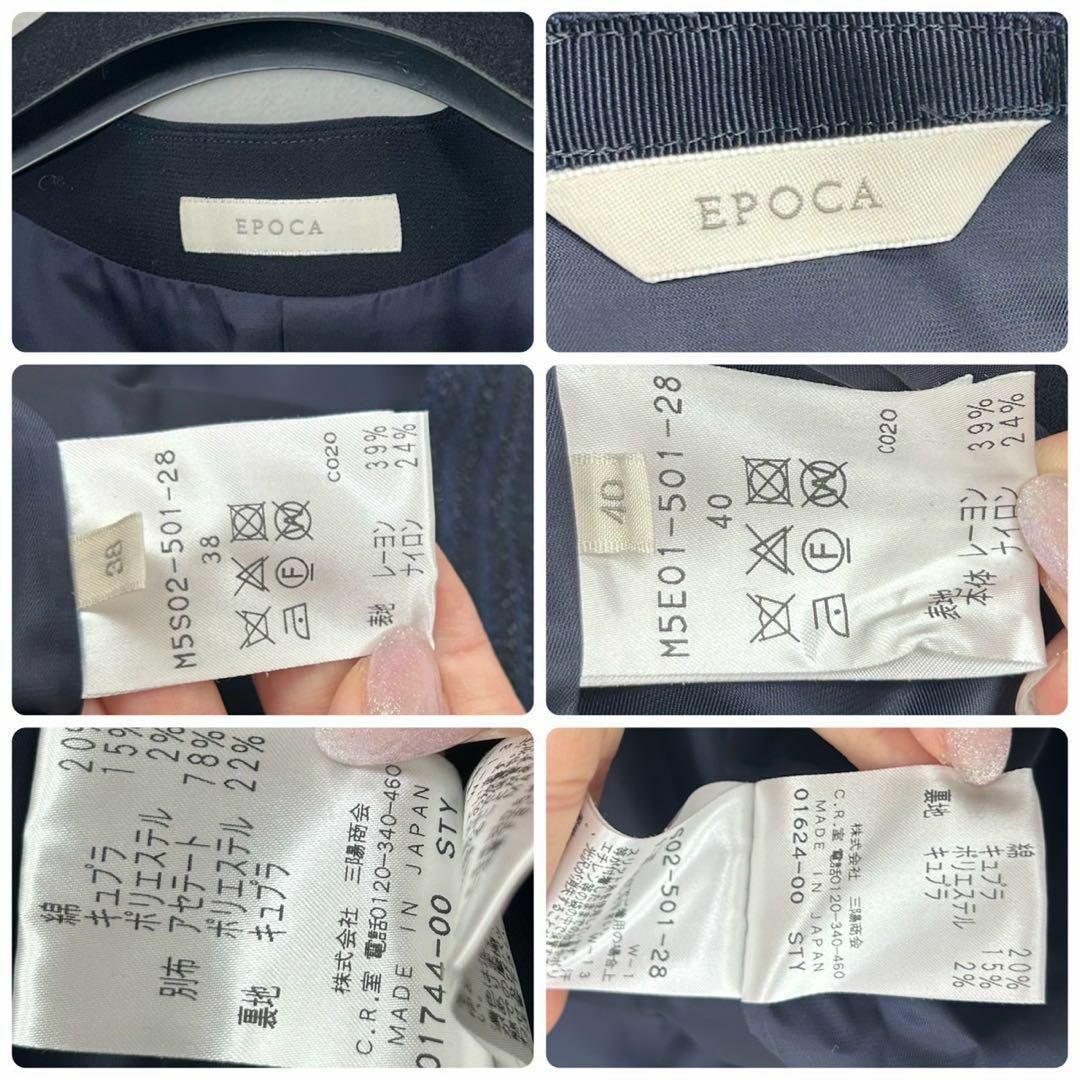 EPOCA
EPOCA
38
M5S02-501-28
38
C020
表地 レーヨン 39%
ナイロン 24%
40
M5E01-501-28
40
C020
表地
本体 レーヨン 39%
ナイロン 24%
綿 20%
キュプラ 15%
ポリエステル 2%
別布 アセテート 78%
ポリエステル 22%
裏地 キュプラ
株式会社 三陽商会
C.R.室 電話0120-340-460
MADE IN JAPAN
01744-00 STY
S02-501-28
綿 20%
キュプラ 15%
ポリエステル 2%
裏地 キュプラ
株式会社 三陽商会
C.R.室 電話0120-340-460
MADE IN JAPAN
01624-00 STY